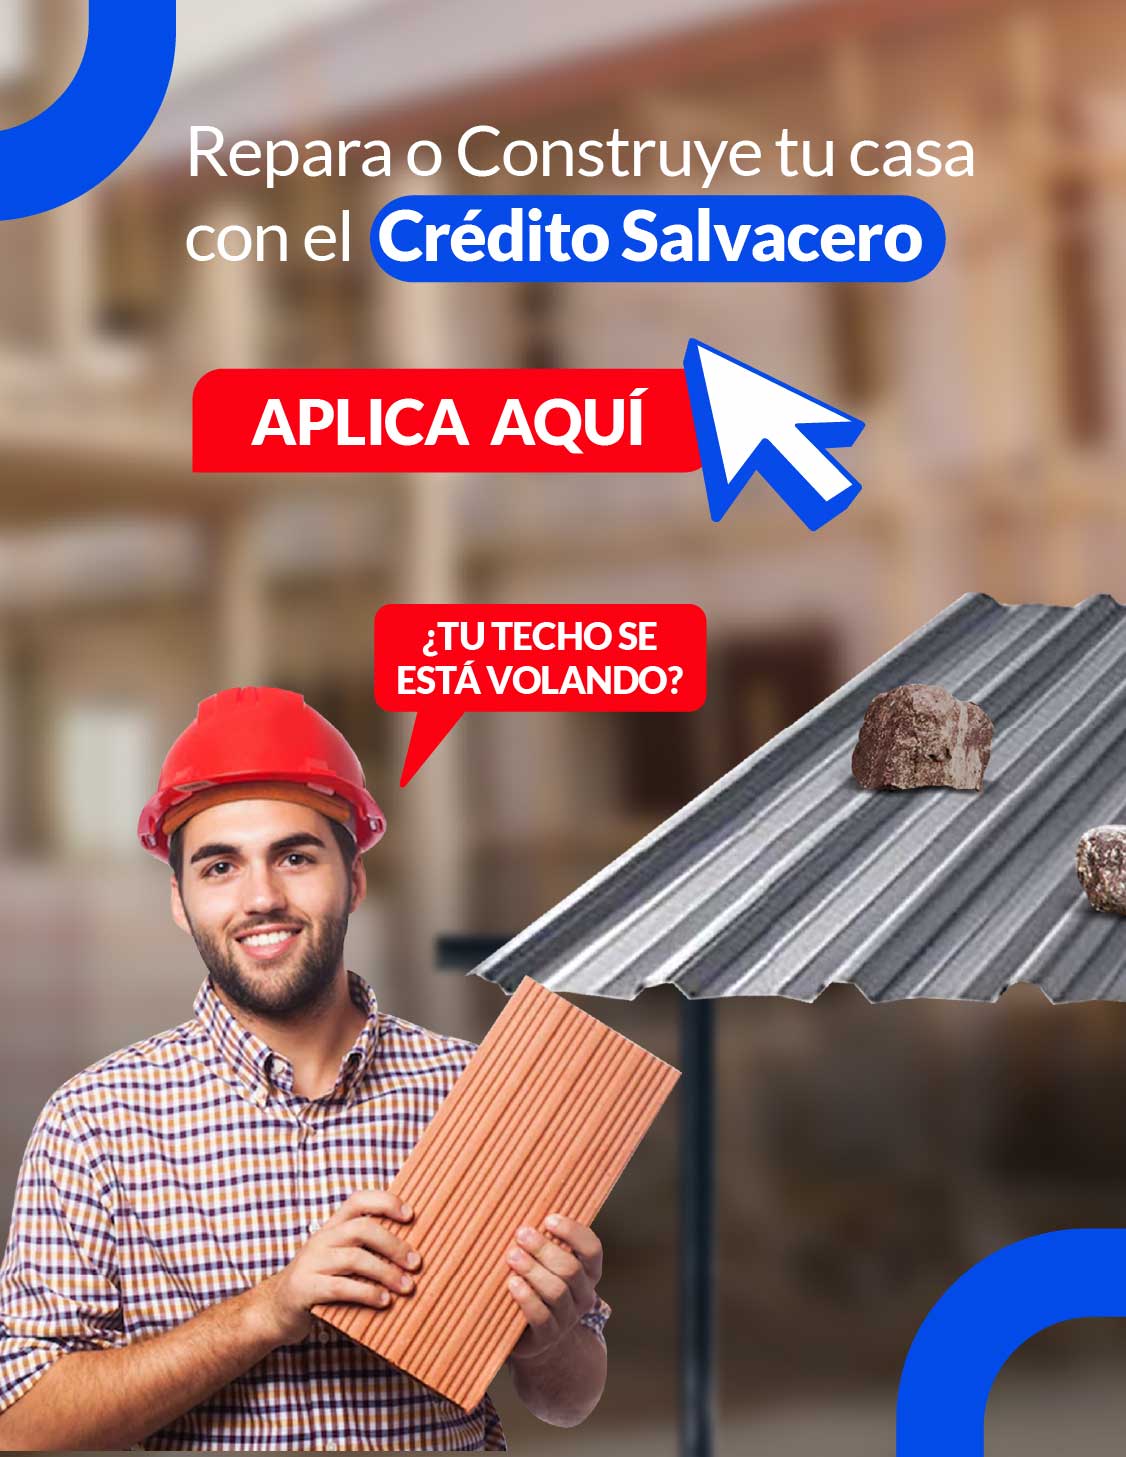 Repara o Construye tu casa
con el Crédito Salvacero
APLICA AQUÍ
¿TU TECHO SE
ESTÁ VOLANDO?